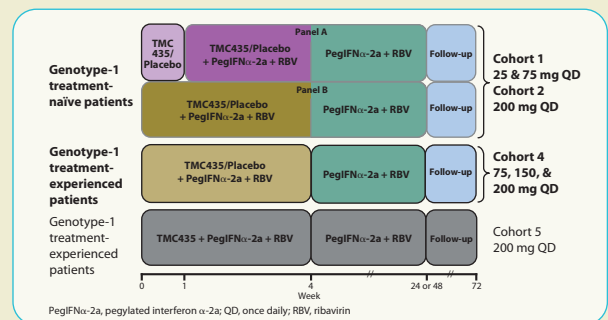 Panel A
TMC
435/
Placebo
TMC435/Placebo
+ PegIFNα-2a + RBV
PegIFNα-2a + RBV
Follow-up
Genotype-1
treatment-
naïve patients
Panel B
TMC435/Placebo
+ PegIFNα-2a + RBV
PegIFNα-2a + RBV
Follow-up
Cohort 1
25 & 75 mg QD
Cohort 2
200 mg QD
Genotype-1
treatment-
experienced
patients
TMC435/Placebo
+ PegIFNα-2a + RBV
PegIFNα-2a + RBV
Follow-up
Cohort 4
75, 150, &
200 mg QD
Genotype-1
treatment-
experienced
patients
TMC435 + PegIFNα-2a + RBV
PegIFNα-2a + RBV
Follow-up
Cohort 5
200 mg QD
0 1 4 24 or 48 72
Week
PegIFNα-2a, pegylated interferon α-2a; QD, once daily; RBV, ribavirin